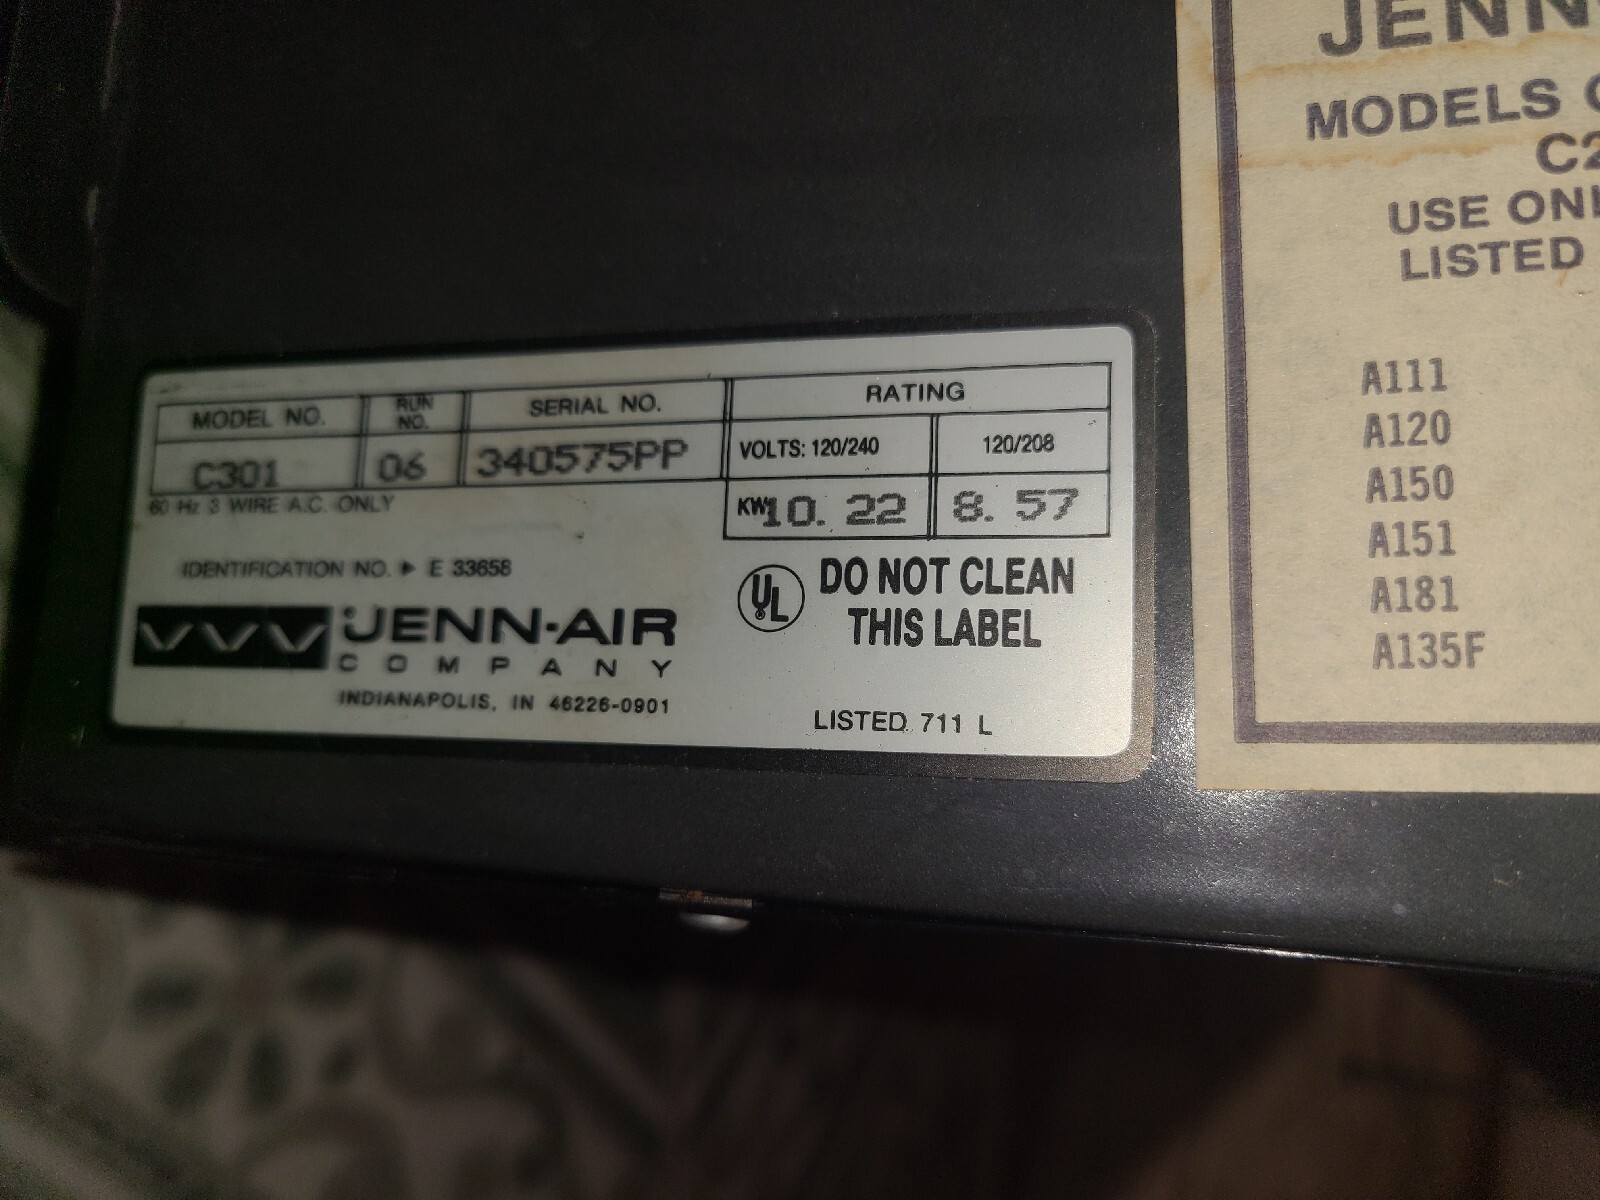 MODEL NO. RUN NO. SERIAL NO. RATING
C301 06 340575PP VOLTS: 120/240 120/208
60 Hz 3 WIRE A.C. ONLY
KW 10. 22 8. 57
IDENTIFICATION NO. ▶ E 33658
JENN-AIR
COMPANY
INDIANAPOLIS, IN 46226-0901
UL
DO NOT CLEAN
THIS LABEL
LISTED 711 L
JENN
MODELS
C2
USE ONL
LISTED
A111
A120
A150
A151
A181
A135F